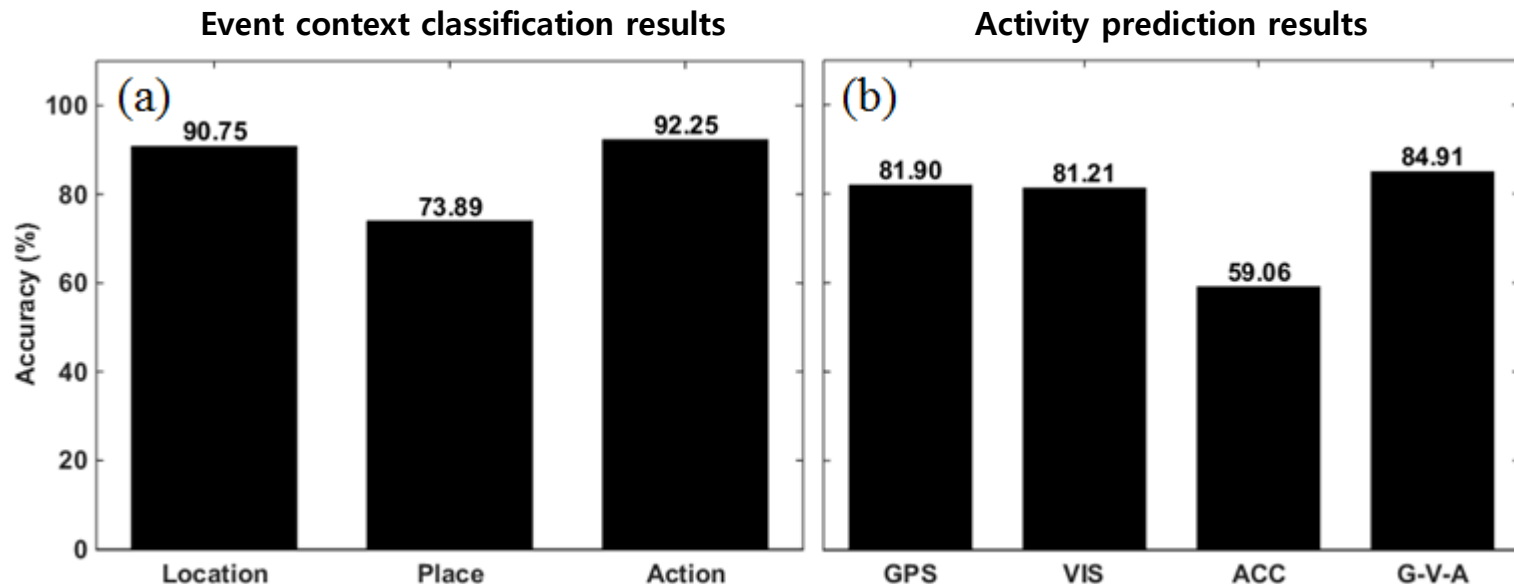 Event context classification results
Activity prediction results
(a)
(b)
Accuracy (%)
100
80
60
40
20
0
90.75
73.89
92.25
81.90
81.21
59.06
84.91
Location
Place
Action
GPS
VIS
ACC
G-V-A